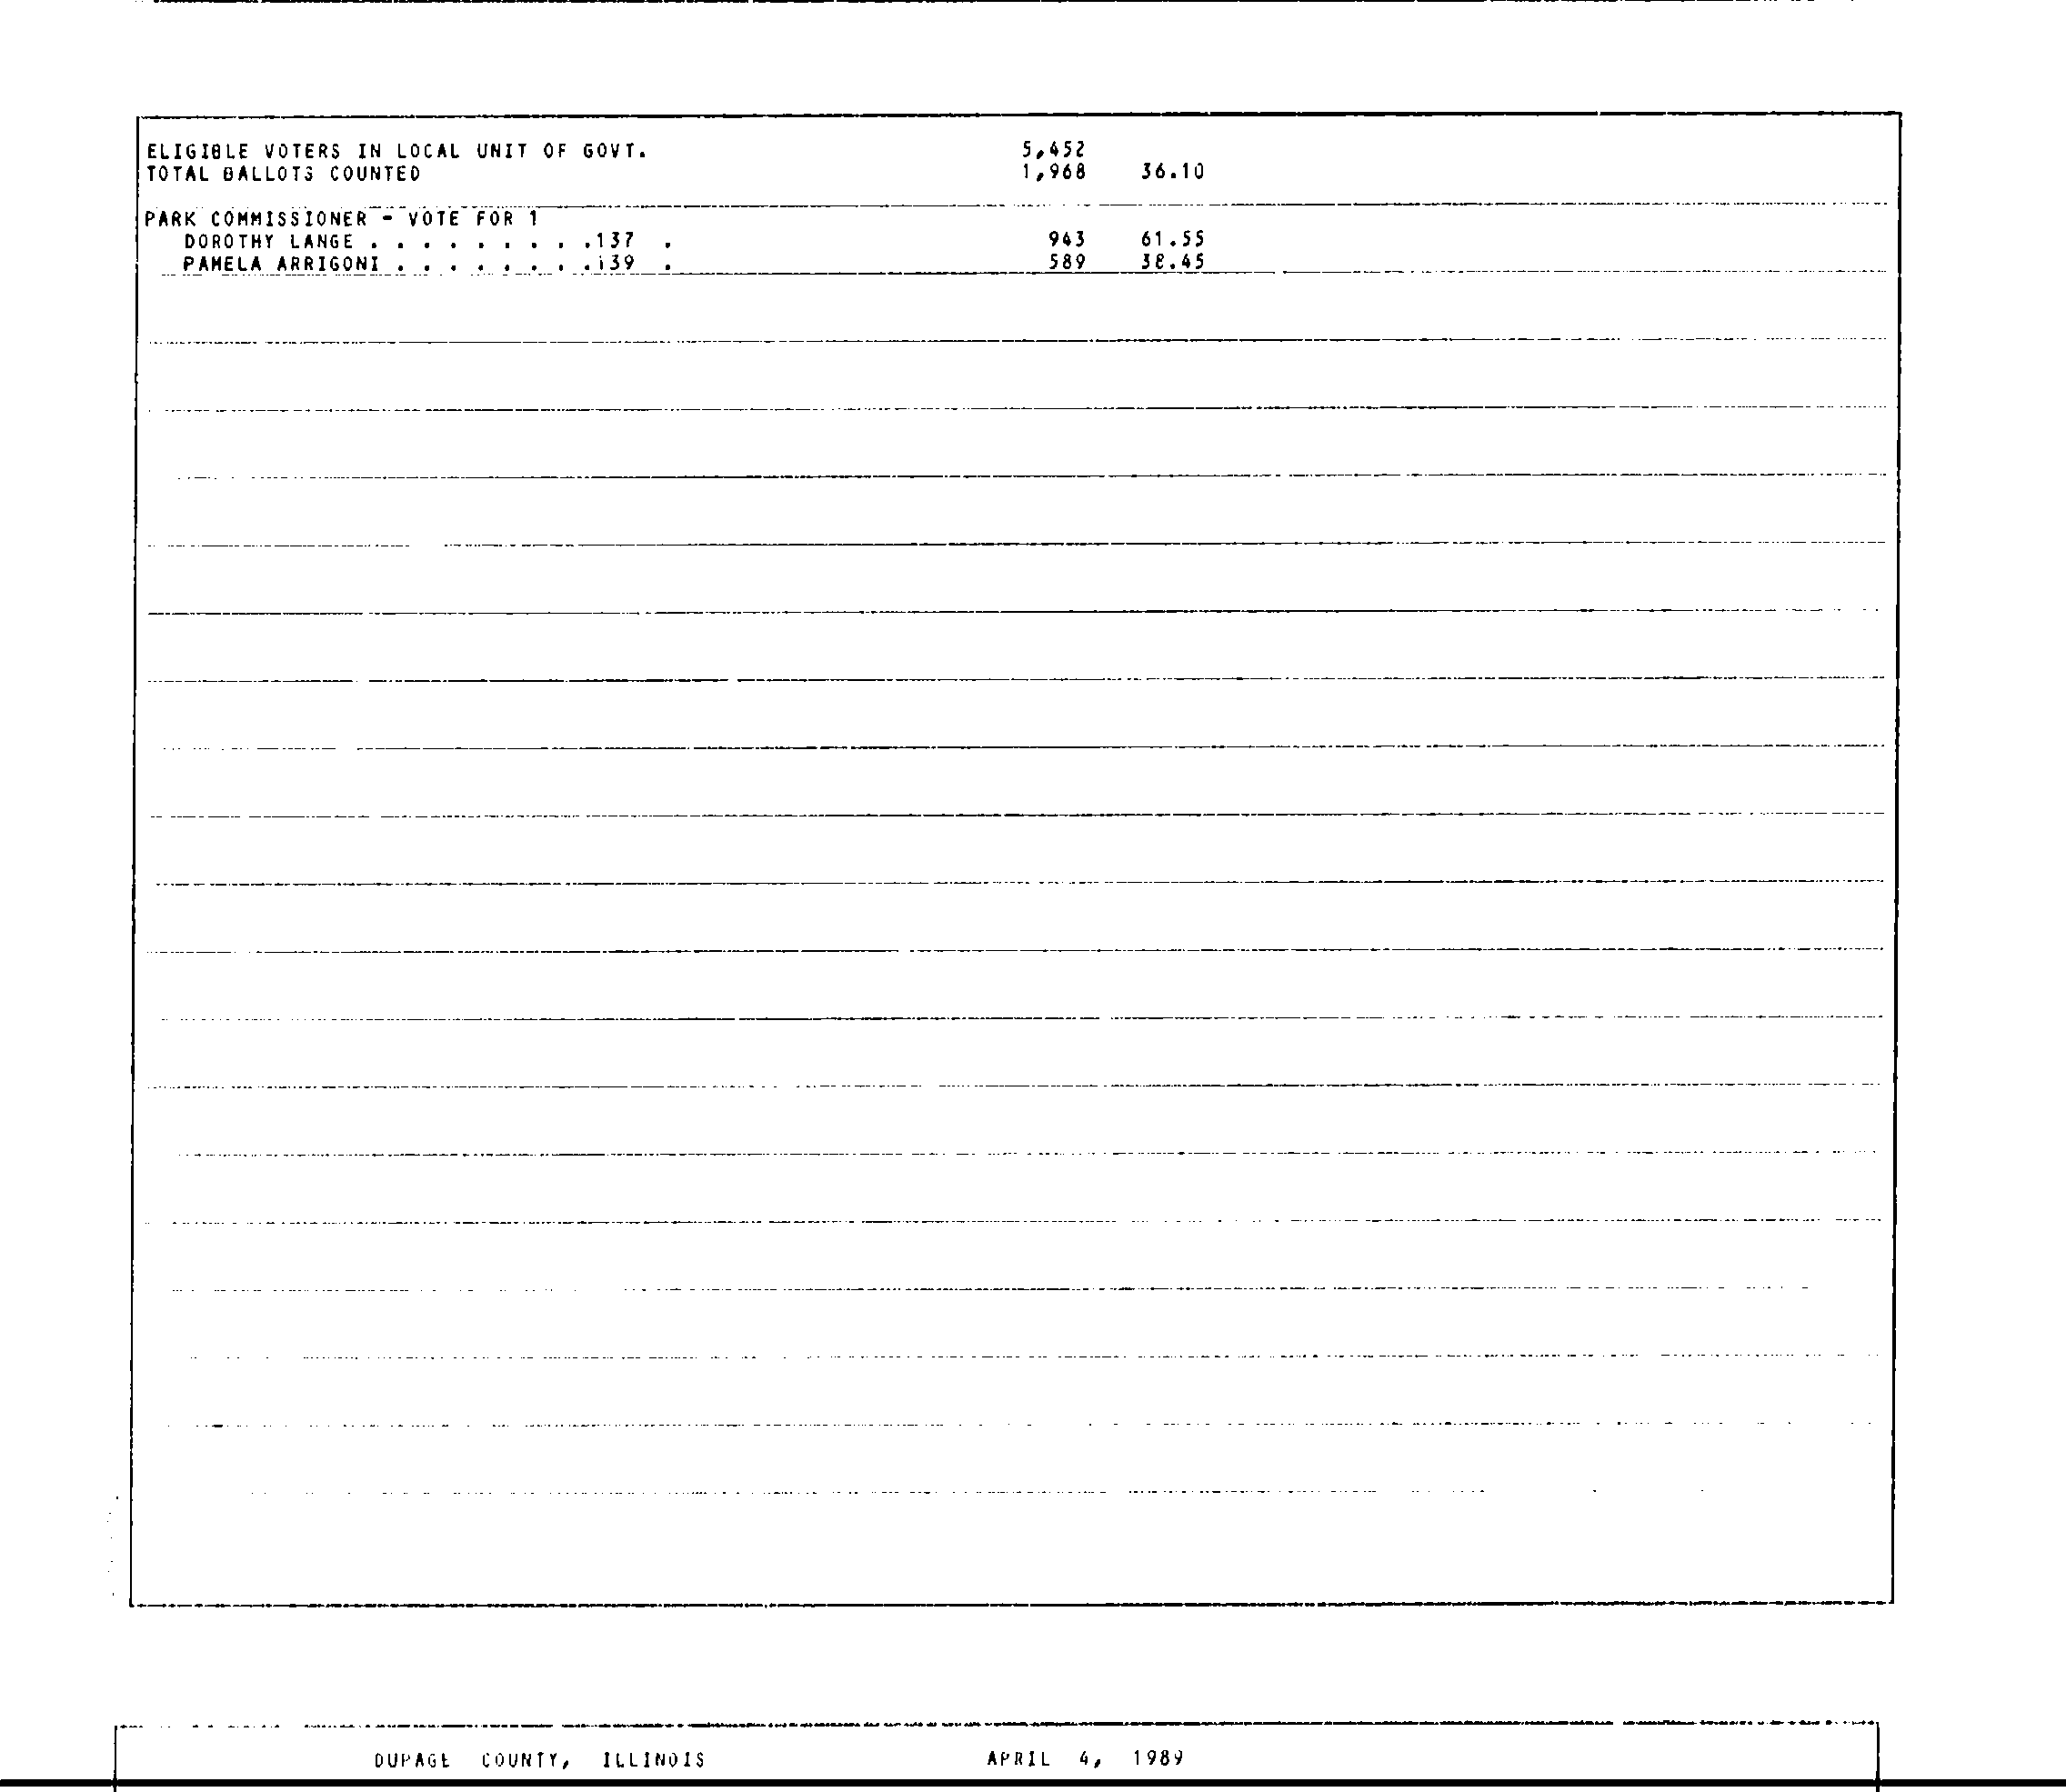 ELIGIBLE VOTERS IN LOCAL UNIT OF GOVT. 5,452
TOTAL BALLOTS COUNTED 1,968 36.10
PARK COMMISSIONER - VOTE FOR 1
DOROTHY LANGE . . . . . . . . .137 . 943 61.55
PAMELA ARRIGONI . . . . . . . .139 . 589 38.45
DUPAGE COUNTY, ILLINOIS APRIL 4, 1989